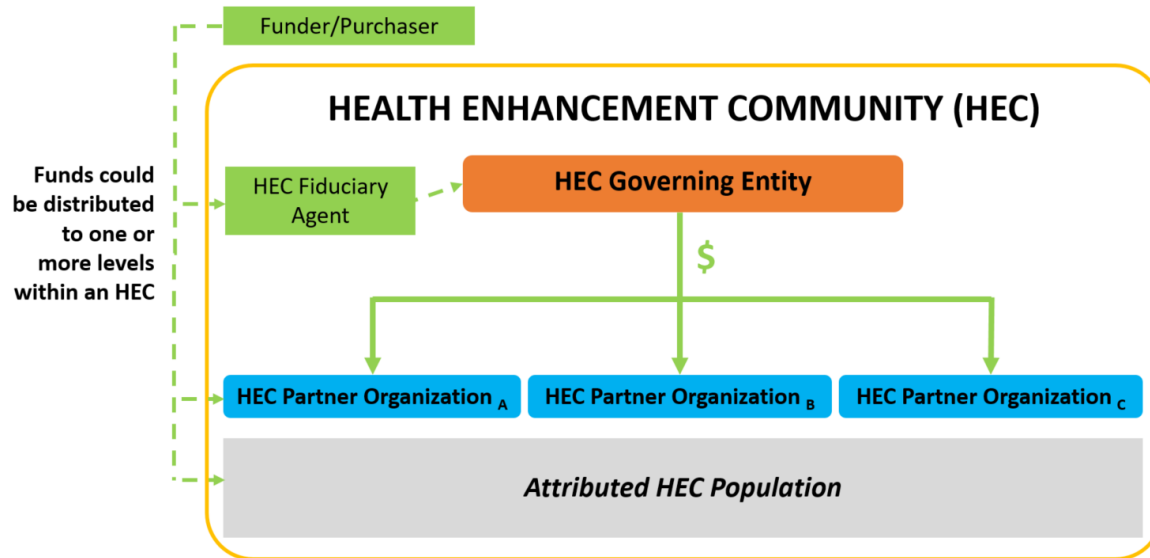 Funder/Purchaser
HEALTH ENHANCEMENT COMMUNITY (HEC)
Funds could
be distributed
to one or
more levels
within an HEC
HEC Fiduciary
Agent
HEC Governing Entity
$
HEC Partner Organization A
HEC Partner Organization B
HEC Partner Organization C
Attributed HEC Population